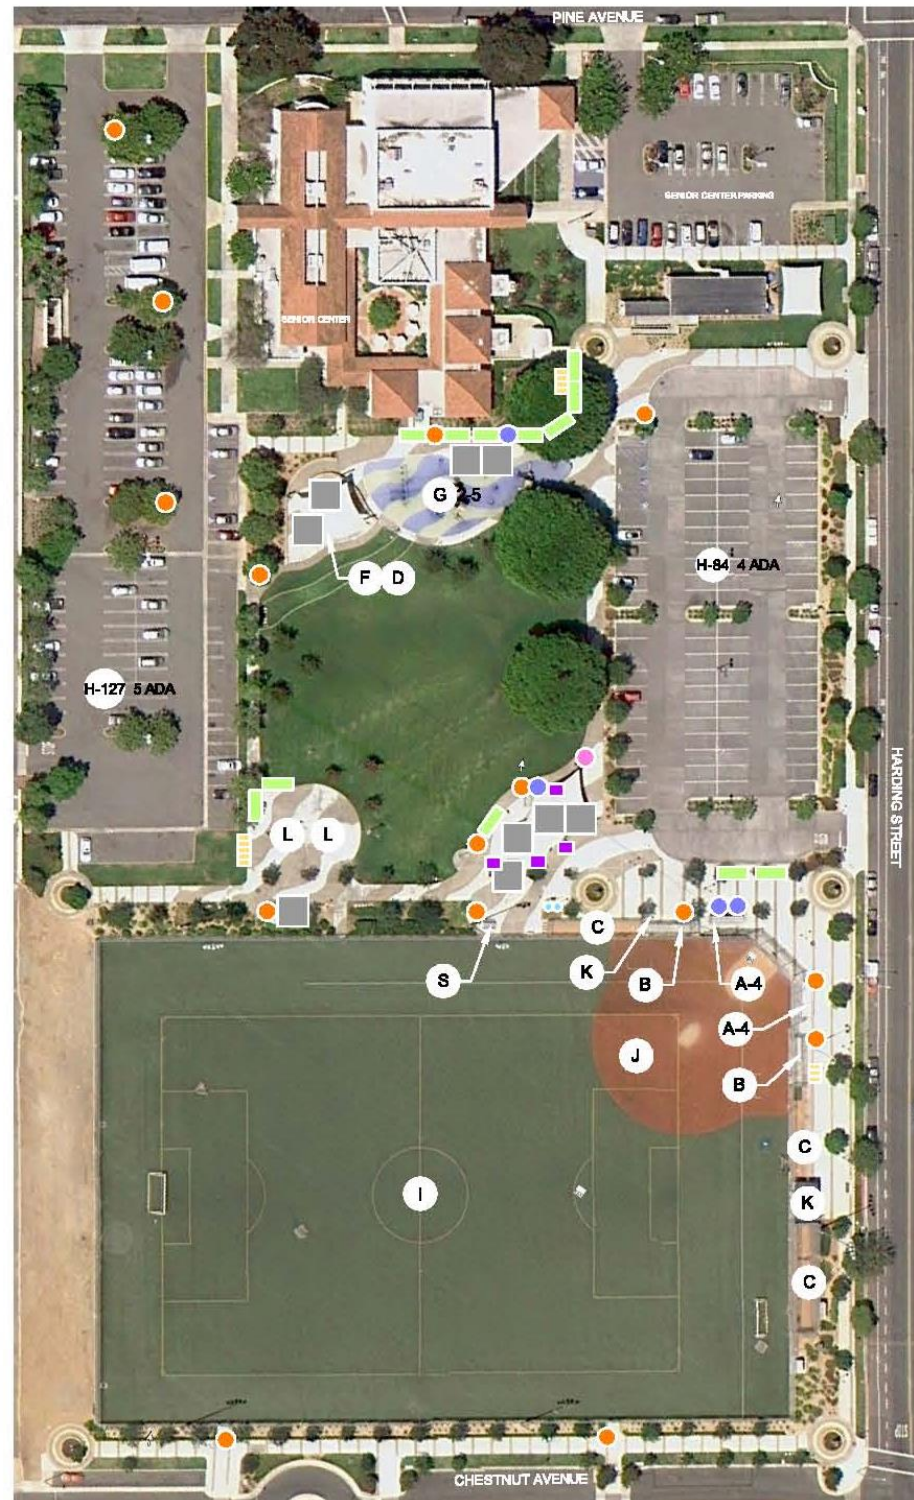 PINE AVENUE
SENIOR CENTER PARKING
SENIOR CENTER
G 2-5
F D
H-84 4 ADA
H-127 5 ADA
HARDING STREET
L L
C
S
K
B
A-4
A-4
J
B
C
I
K
C
STOP
CHESTNUT AVENUE